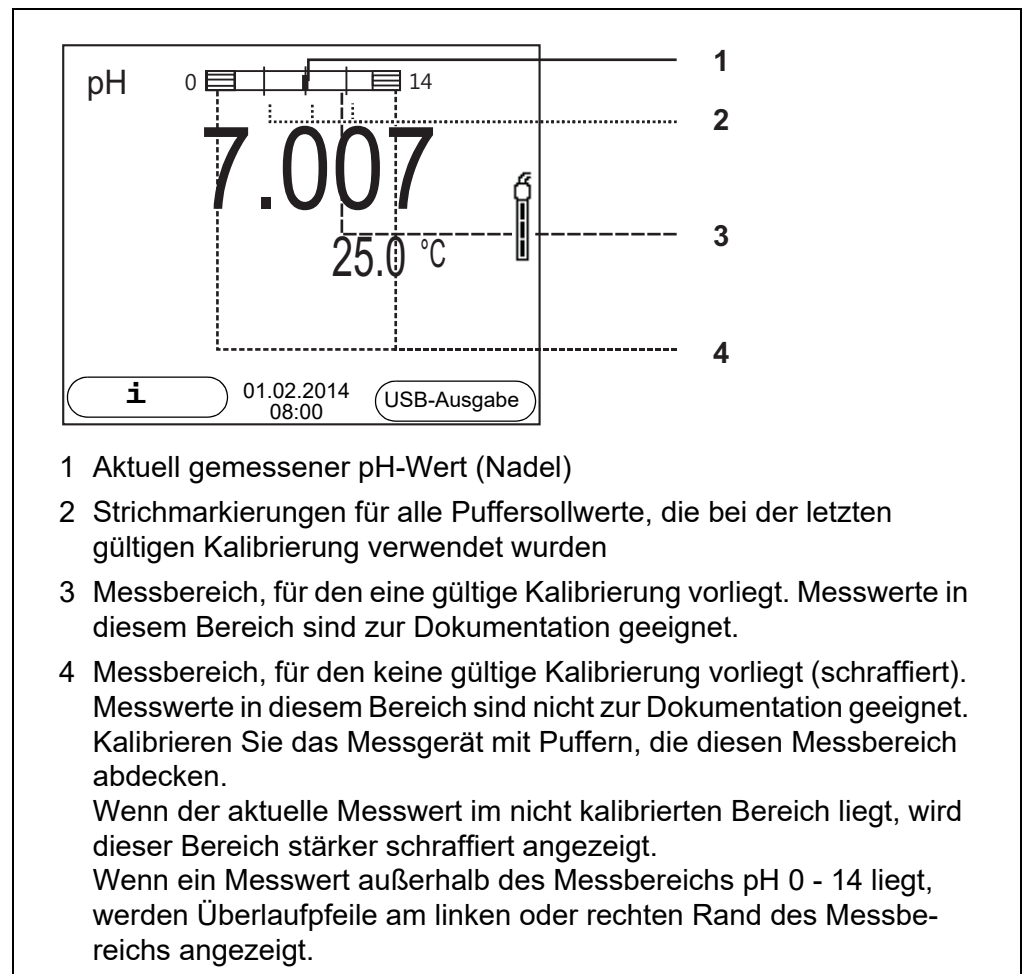 1
pH 0 14
2
7.007
3
25.0 °C
4
i 01.02.2014 USB-Ausgabe
08:00
1 Aktuell gemessener pH-Wert (Nadel)
2 Strichmarkierungen für alle Puffersollwerte, die bei der letzten
gültigen Kalibrierung verwendet wurden
3 Messbereich, für den eine gültige Kalibrierung vorliegt. Messwerte in
diesem Bereich sind zur Dokumentation geeignet.
4 Messbereich, für den keine gültige Kalibrierung vorliegt (schraffiert).
Messwerte in diesem Bereich sind nicht zur Dokumentation geeignet.
Kalibrieren Sie das Messgerät mit Puffern, die diesen Messbereich
abdecken.
Wenn der aktuelle Messwert im nicht kalibrierten Bereich liegt, wird
dieser Bereich stärker schraffiert angezeigt.
Wenn ein Messwert außerhalb des Messbereichs pH 0 - 14 liegt,
werden Überlaufpfeile am linken oder rechten Rand des Messbe-
reichs angezeigt.